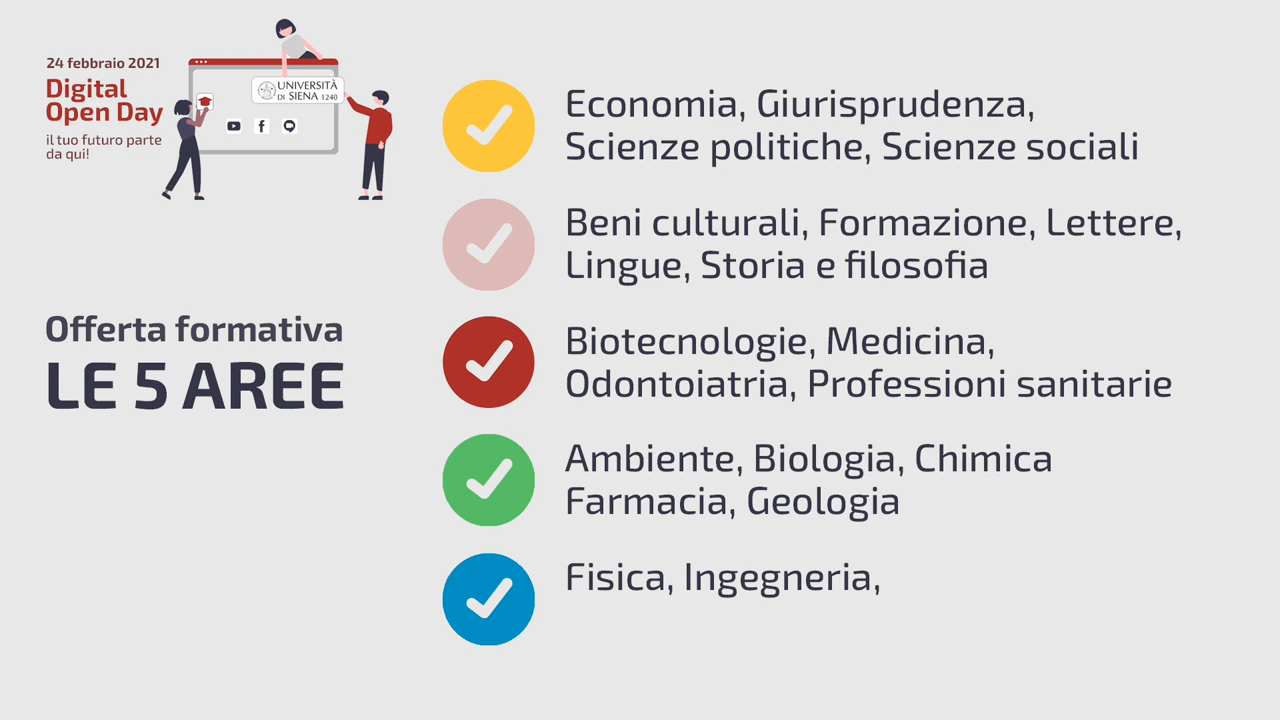 24 febbraio 2021
Digital
Open Day
il tuo futuro parte
da qui!
UNIVERSITÀ
DI SIENA 1240
Offerta formativa
LE 5 AREE
Economia, Giurisprudenza,
Scienze politiche, Scienze sociali
Beni culturali, Formazione, Lettere,
Lingue, Storia e filosofia
Biotecnologie, Medicina,
Odontoiatria, Professioni sanitarie
Ambiente, Biologia, Chimica
Farmacia, Geologia
Fisica, Ingegneria,